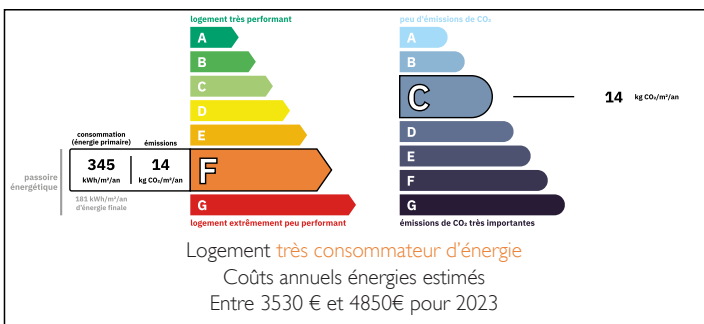 logement très performant
A
B
C
D
E
consommation
(énergie primaire)
émissions
345
kWh/m²/an
14
kg CO₂/m²/an
F
passoire
énergétique
181 kWh/m²/an
d'énergie finale
G
logement extrêmement peu performant
peu d'émissions de CO₂
A
B
C
14
kg CO₂/m²/an
D
E
F
G
émissions de CO₂ très importantes
Logement très consommateur d'énergie
Coûts annuels énergies estimés
Entre 3530 € et 4850€ pour 2023